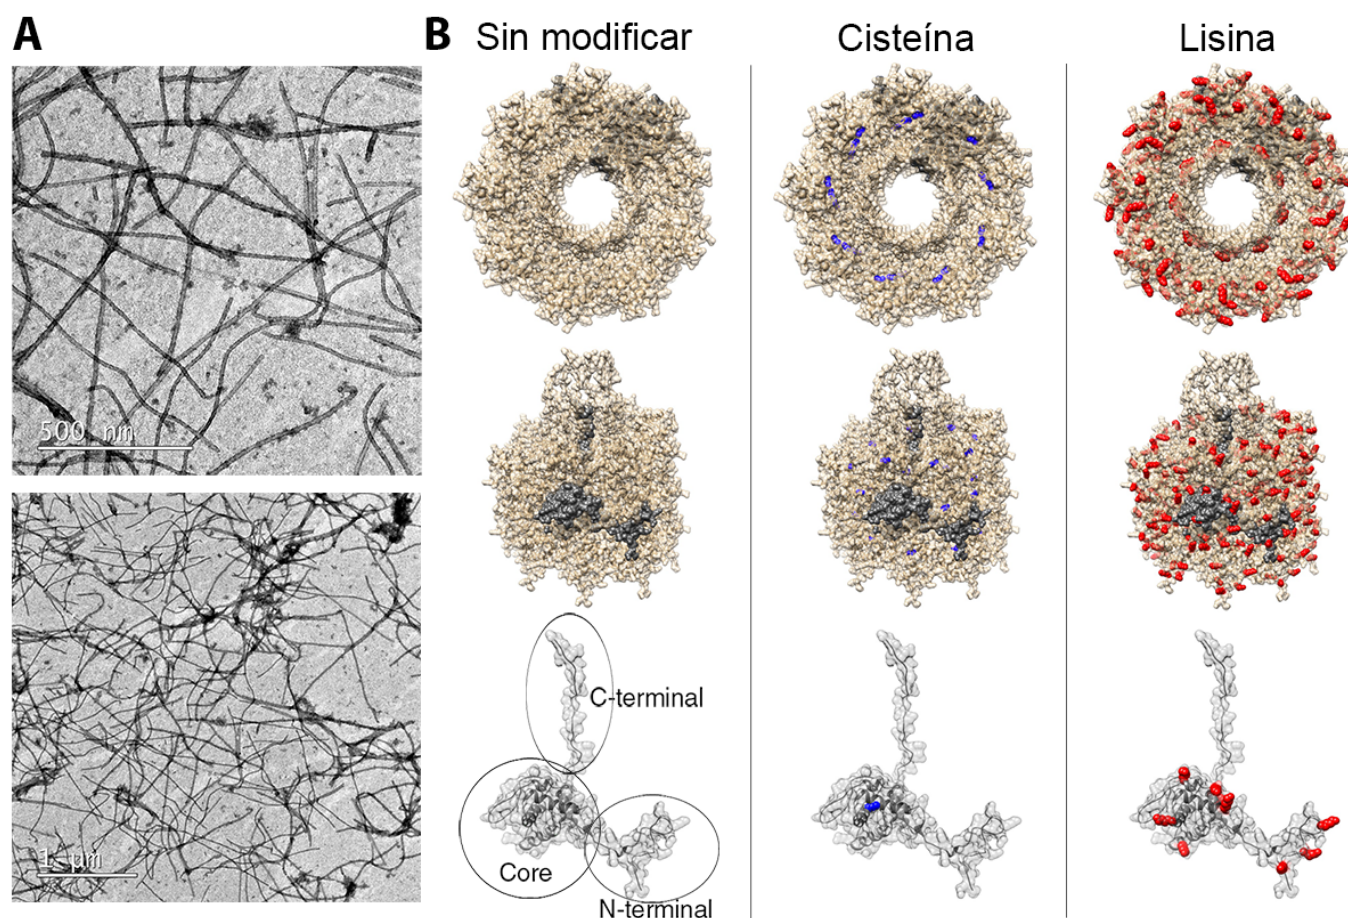 A
B
Sin modificar
Cisteína
Lisina
500 nm
1 µm
C-terminal
Core
N-terminal